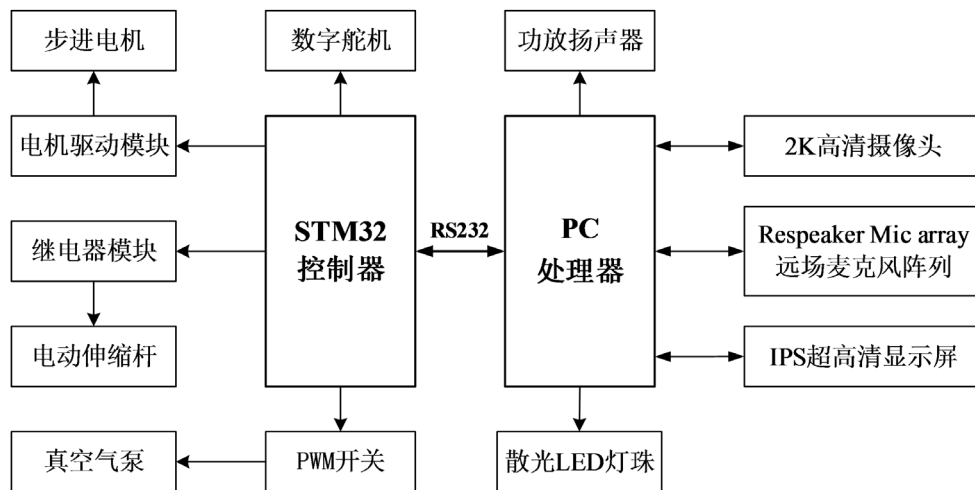 步进电机
数字舵机
功放扬声器
电机驱动模块
2K高清摄像头
STM32
控制器
RS232
PC
处理器
继电器模块
Respeaker Mic array
远场麦克风阵列
电动伸缩杆
IPS超高清显示屏
真空气泵
PWM开关
散光LED灯珠